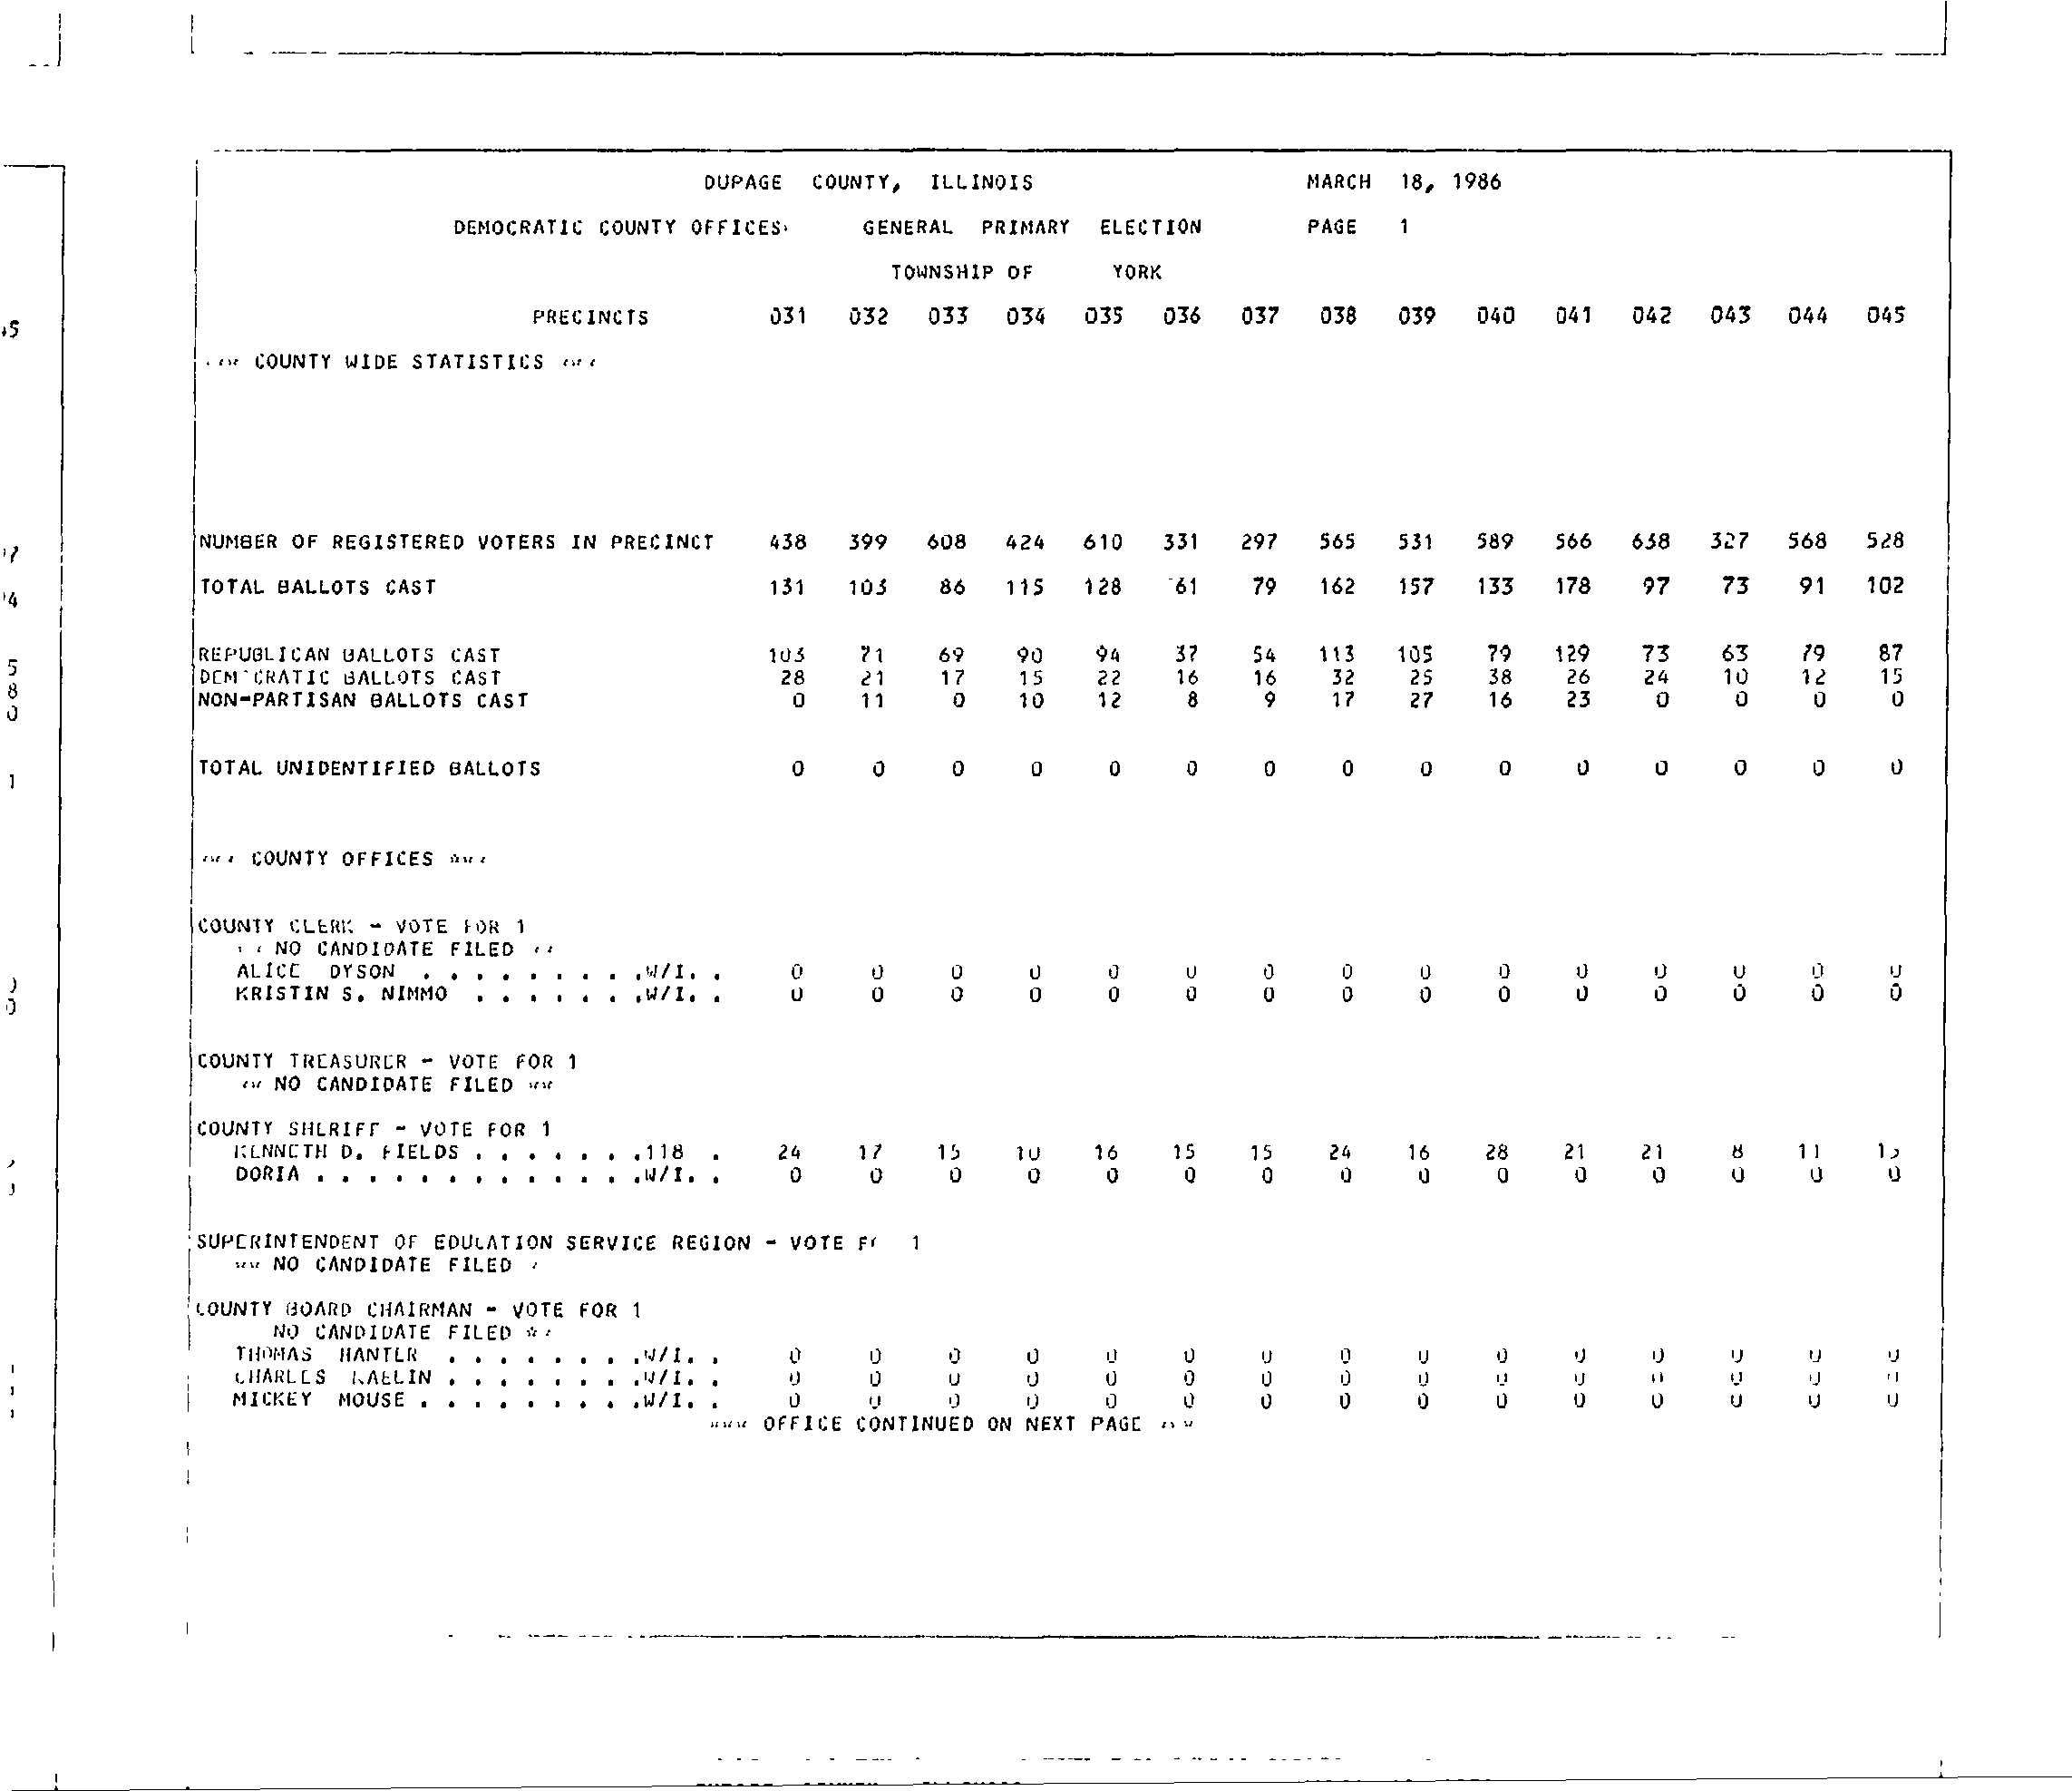 DUPAGE COUNTY, ILLINOIS MARCH 18, 1986
DEMOCRATIC COUNTY OFFICES GENERAL PRIMARY ELECTION PAGE 1
TOWNSHIP OF YORK
PRECINCTS 031 032 033 034 035 036 037 038 039 040 041 042 043 044 045
COUNTY WIDE STATISTICS
NUMBER OF REGISTERED VOTERS IN PRECINCT 438 399 608 424 610 331 297 565 531 589 566 638 327 568 528
TOTAL BALLOTS CAST 131 103 86 115 128 61 79 162 157 133 178 97 73 91 102
REPUBLICAN BALLOTS CAST 103 71 69 90 94 37 54 113 105 79 129 73 63 79 87
DEM CRATIC BALLOTS CAST 28 21 17 15 22 16 16 32 25 38 26 24 10 12 15
NON-PARTISAN BALLOTS CAST 0 11 0 10 12 8 9 17 27 16 23 0 0 0 0
TOTAL UNIDENTIFIED BALLOTS 0 0 0 0 0 0 0 0 0 0 0 0 0 0 0
COUNTY OFFICES
COUNTY CLERK - VOTE FOR 1
NO CANDIDATE FILED
ALICE DYSON . . . . . . . . .W/I. . 0 0 0 0 0 0 0 0 0 0 0 0 0 0 0
KRISTIN S. NIMMO . . . . . . .W/I. . 0 0 0 0 0 0 0 0 0 0 0 0 0 0 0
COUNTY TREASURER - VOTE FOR 1
NO CANDIDATE FILED
COUNTY SHERIFF - VOTE FOR 1
KENNETH D. FIELDS . . . . . . .118 . 24 17 15 10 16 15 15 24 16 28 21 21 8 11 15
DORIA . . . . . . . . . . . . .W/I. . 0 0 0 0 0 0 0 0 0 0 0 0 0 0 0
SUPERINTENDENT OF EDUCATION SERVICE REGION - VOTE 1
NO CANDIDATE FILED
COUNTY BOARD CHAIRMAN - VOTE FOR 1
NO CANDIDATE FILED
THOMAS HANTER . . . . . . . .W/I. . 0 0 0 0 0 0 0 0 0 0 0 0 0 0 0
CHARLES KAELIN . . . . . . . .W/I. . 0 0 0 0 0 0 0 0 0 0 0 0 0 0 0
MICKEY MOUSE . . . . . . . . .W/I. . 0 0 0 0 0 0 0 0 0 0 0 0 0 0 0
OFFICE CONTINUED ON NEXT PAGE